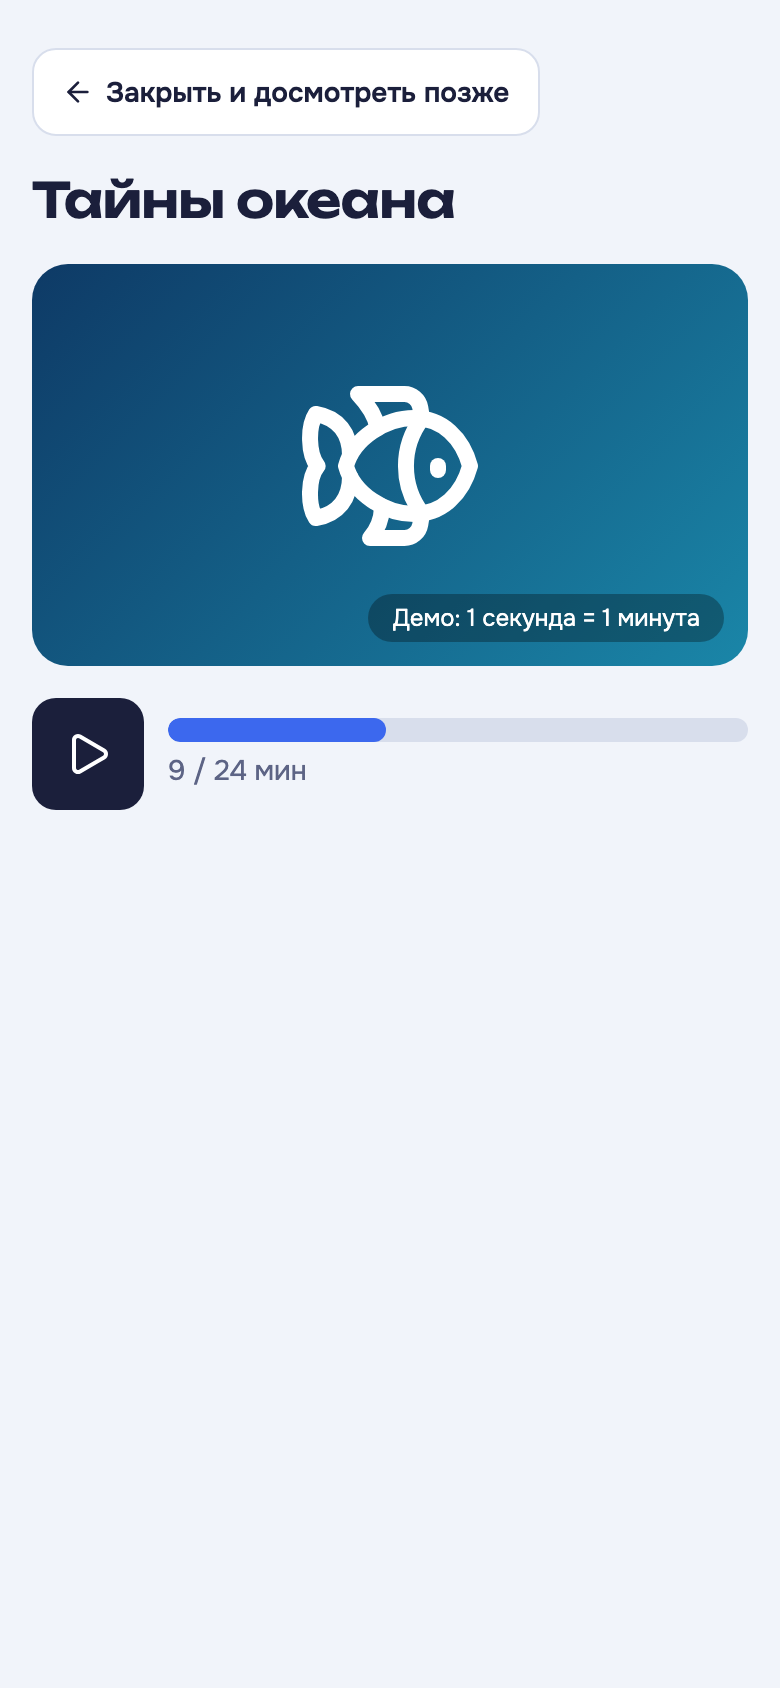 Закрыть и досмотреть позже
Тайны океана
Демо: 1 секунда = 1 минута
9 / 24 мин